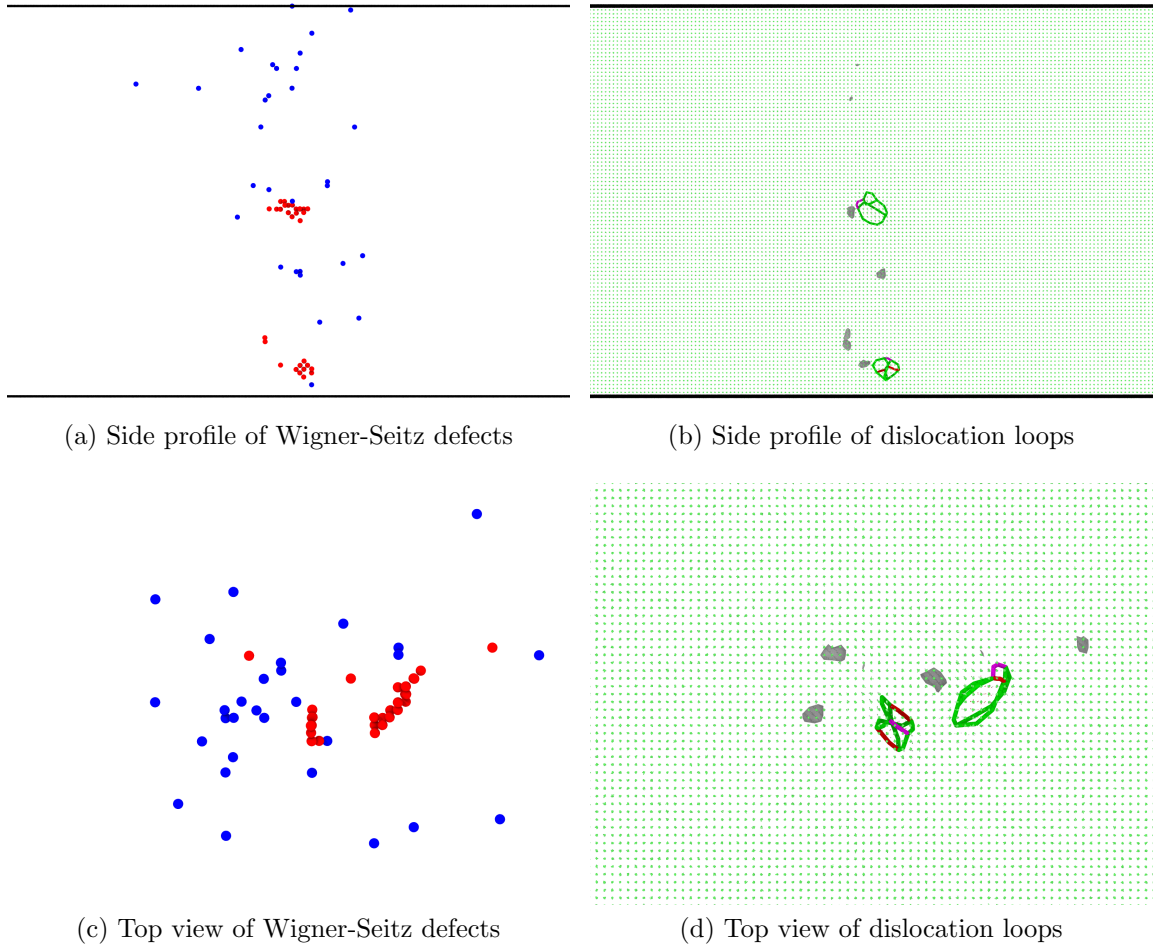 (a) Side profile of Wigner-Seitz defects
(b) Side profile of dislocation loops
(c) Top view of Wigner-Seitz defects
(d) Top view of dislocation loops